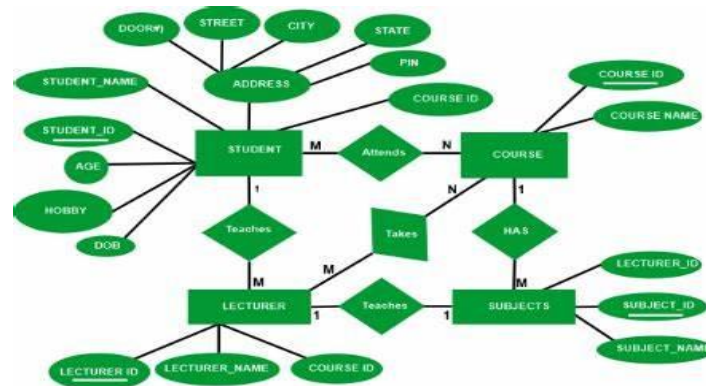 DOOR#)
STREET
CITY
STATE
PIN
ADDRESS
STUDENT_NAME
COURSE ID
COURSE ID
COURSE NAME
STUDENT_ID
STUDENT
M
Attends
N
COURSE
AGE
HOBBY
DOB
1
Teaches
M
N
Takes
M
1
HAS
M
LECTURER
1
Teaches
1
SUBJECTS
LECTURER_ID
SUBJECT_ID
SUBJECT_NAME
LECTURER ID
LECTURER_NAME
COURSE ID